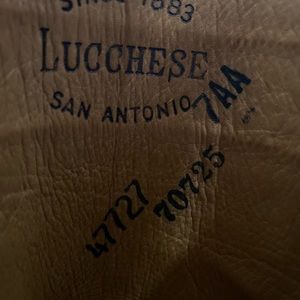 SINCE 1883
LUCCHESE
SAN ANTONIO
7AA
47727
70725